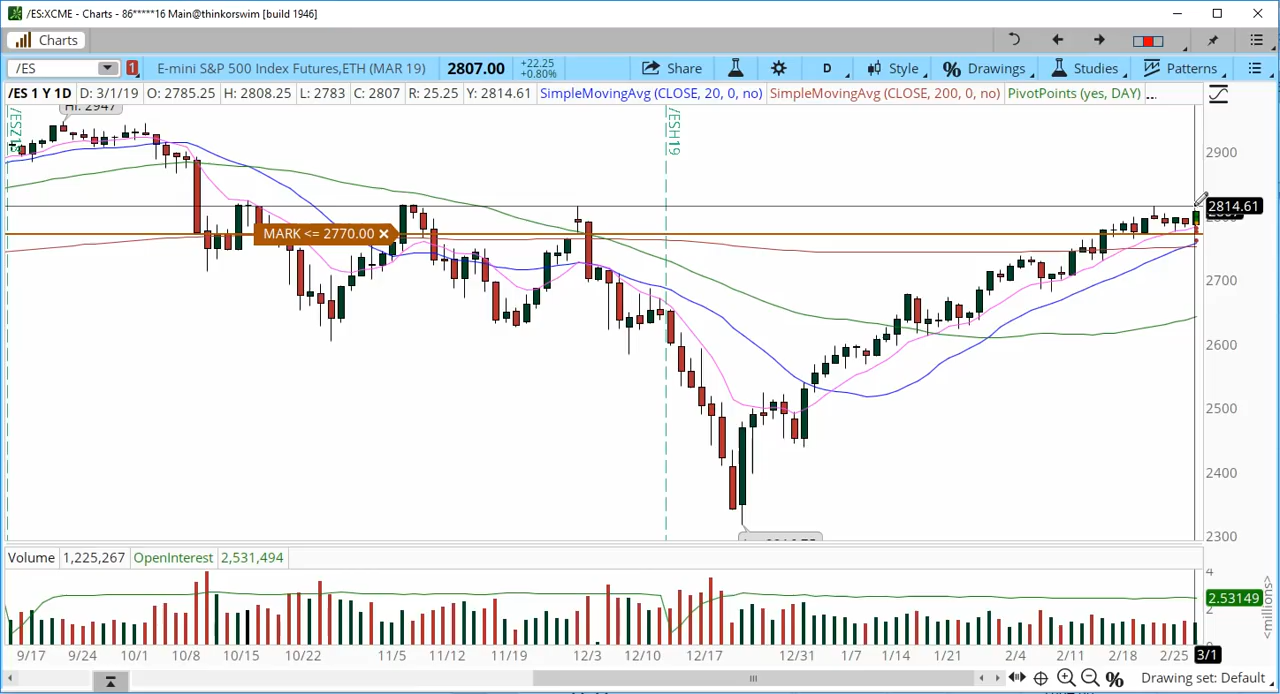 /ES:XCME - Charts - 86*****16 Main@thinkorswim [build 1946]
Charts
/ES 1 E-mini S&P 500 Index Futures,ETH (MAR 19) 2807.00 +22.25 Share D Style Drawings Studies Patterns
+0.80%
/ES 1 Y 1D D: 3/1/19 O: 2785.25 H: 2808.25 L: 2783 C: 2807 R: 25.25 Y: 2814.61 SimpleMovingAvg (CLOSE, 20, 0, no) SimpleMovingAvg (CLOSE, 200, 0, no) PivotPoints (yes, DAY) ...
Hi: 2947
/ESH19
2900
2814.61
MARK <= 2770.00
2700
2600
2500
2400
2300
Volume 1,225,267 OpenInterest 2,531,494
4
2.53149
2
<millions>
9/17 9/24 10/1 10/8 10/15 10/22 11/5 11/12 11/19 12/3 12/10 12/17 12/31 1/7 1/14 1/21 2/4 2/11 2/18 2/25 3/1
Drawing set: Default